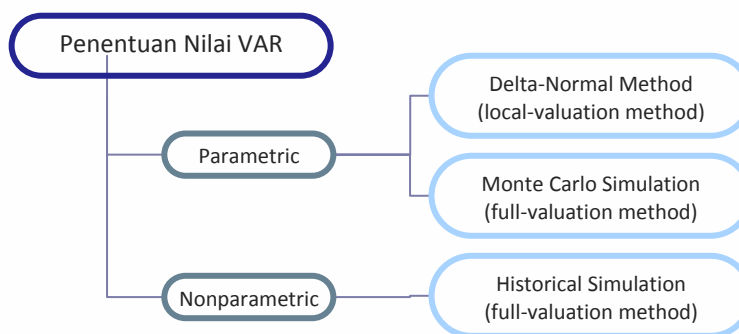 Penentuan Nilai VAR
Delta-Normal Method
(local-valuation method)
Parametric
Monte Carlo Simulation
(full-valuation method)
Nonparametric
Historical Simulation
(full-valuation method)